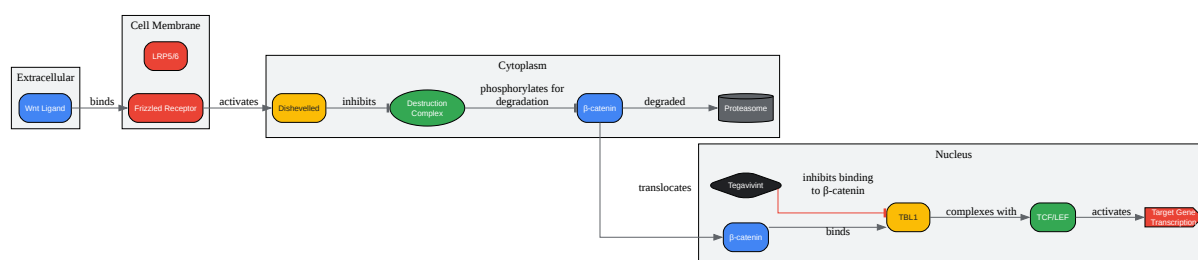 Extracellular
Wnt Ligand
binds
Cell Membrane
LRP5/6
Frizzled Receptor
activates
Cytoplasm
Dishevelled
inhibits
Destruction
Complex
phosphorylates for
degradation
β-catenin
degraded
Proteasome
translocates
Nucleus
Tegavivint
inhibits binding
to β-catenin
β-catenin
binds
TBL1
complexes with
TCF/LEF
activates
Target Gene
Transcription